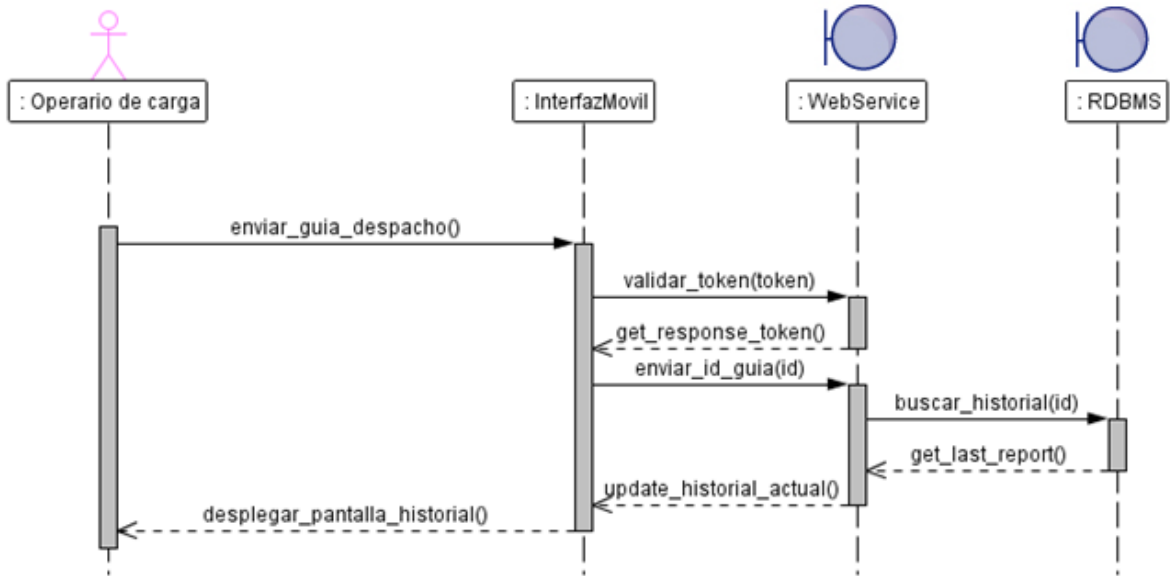 : Operario de carga
: InterfazMovil
: WebService
: RDBMS
enviar_guia_despacho()
validar_token(token)
get_response_token()
enviar_id_guia(id)
buscar_historial(id)
get_last_report()
update_historial_actual()
desplegar_pantalla_historial()